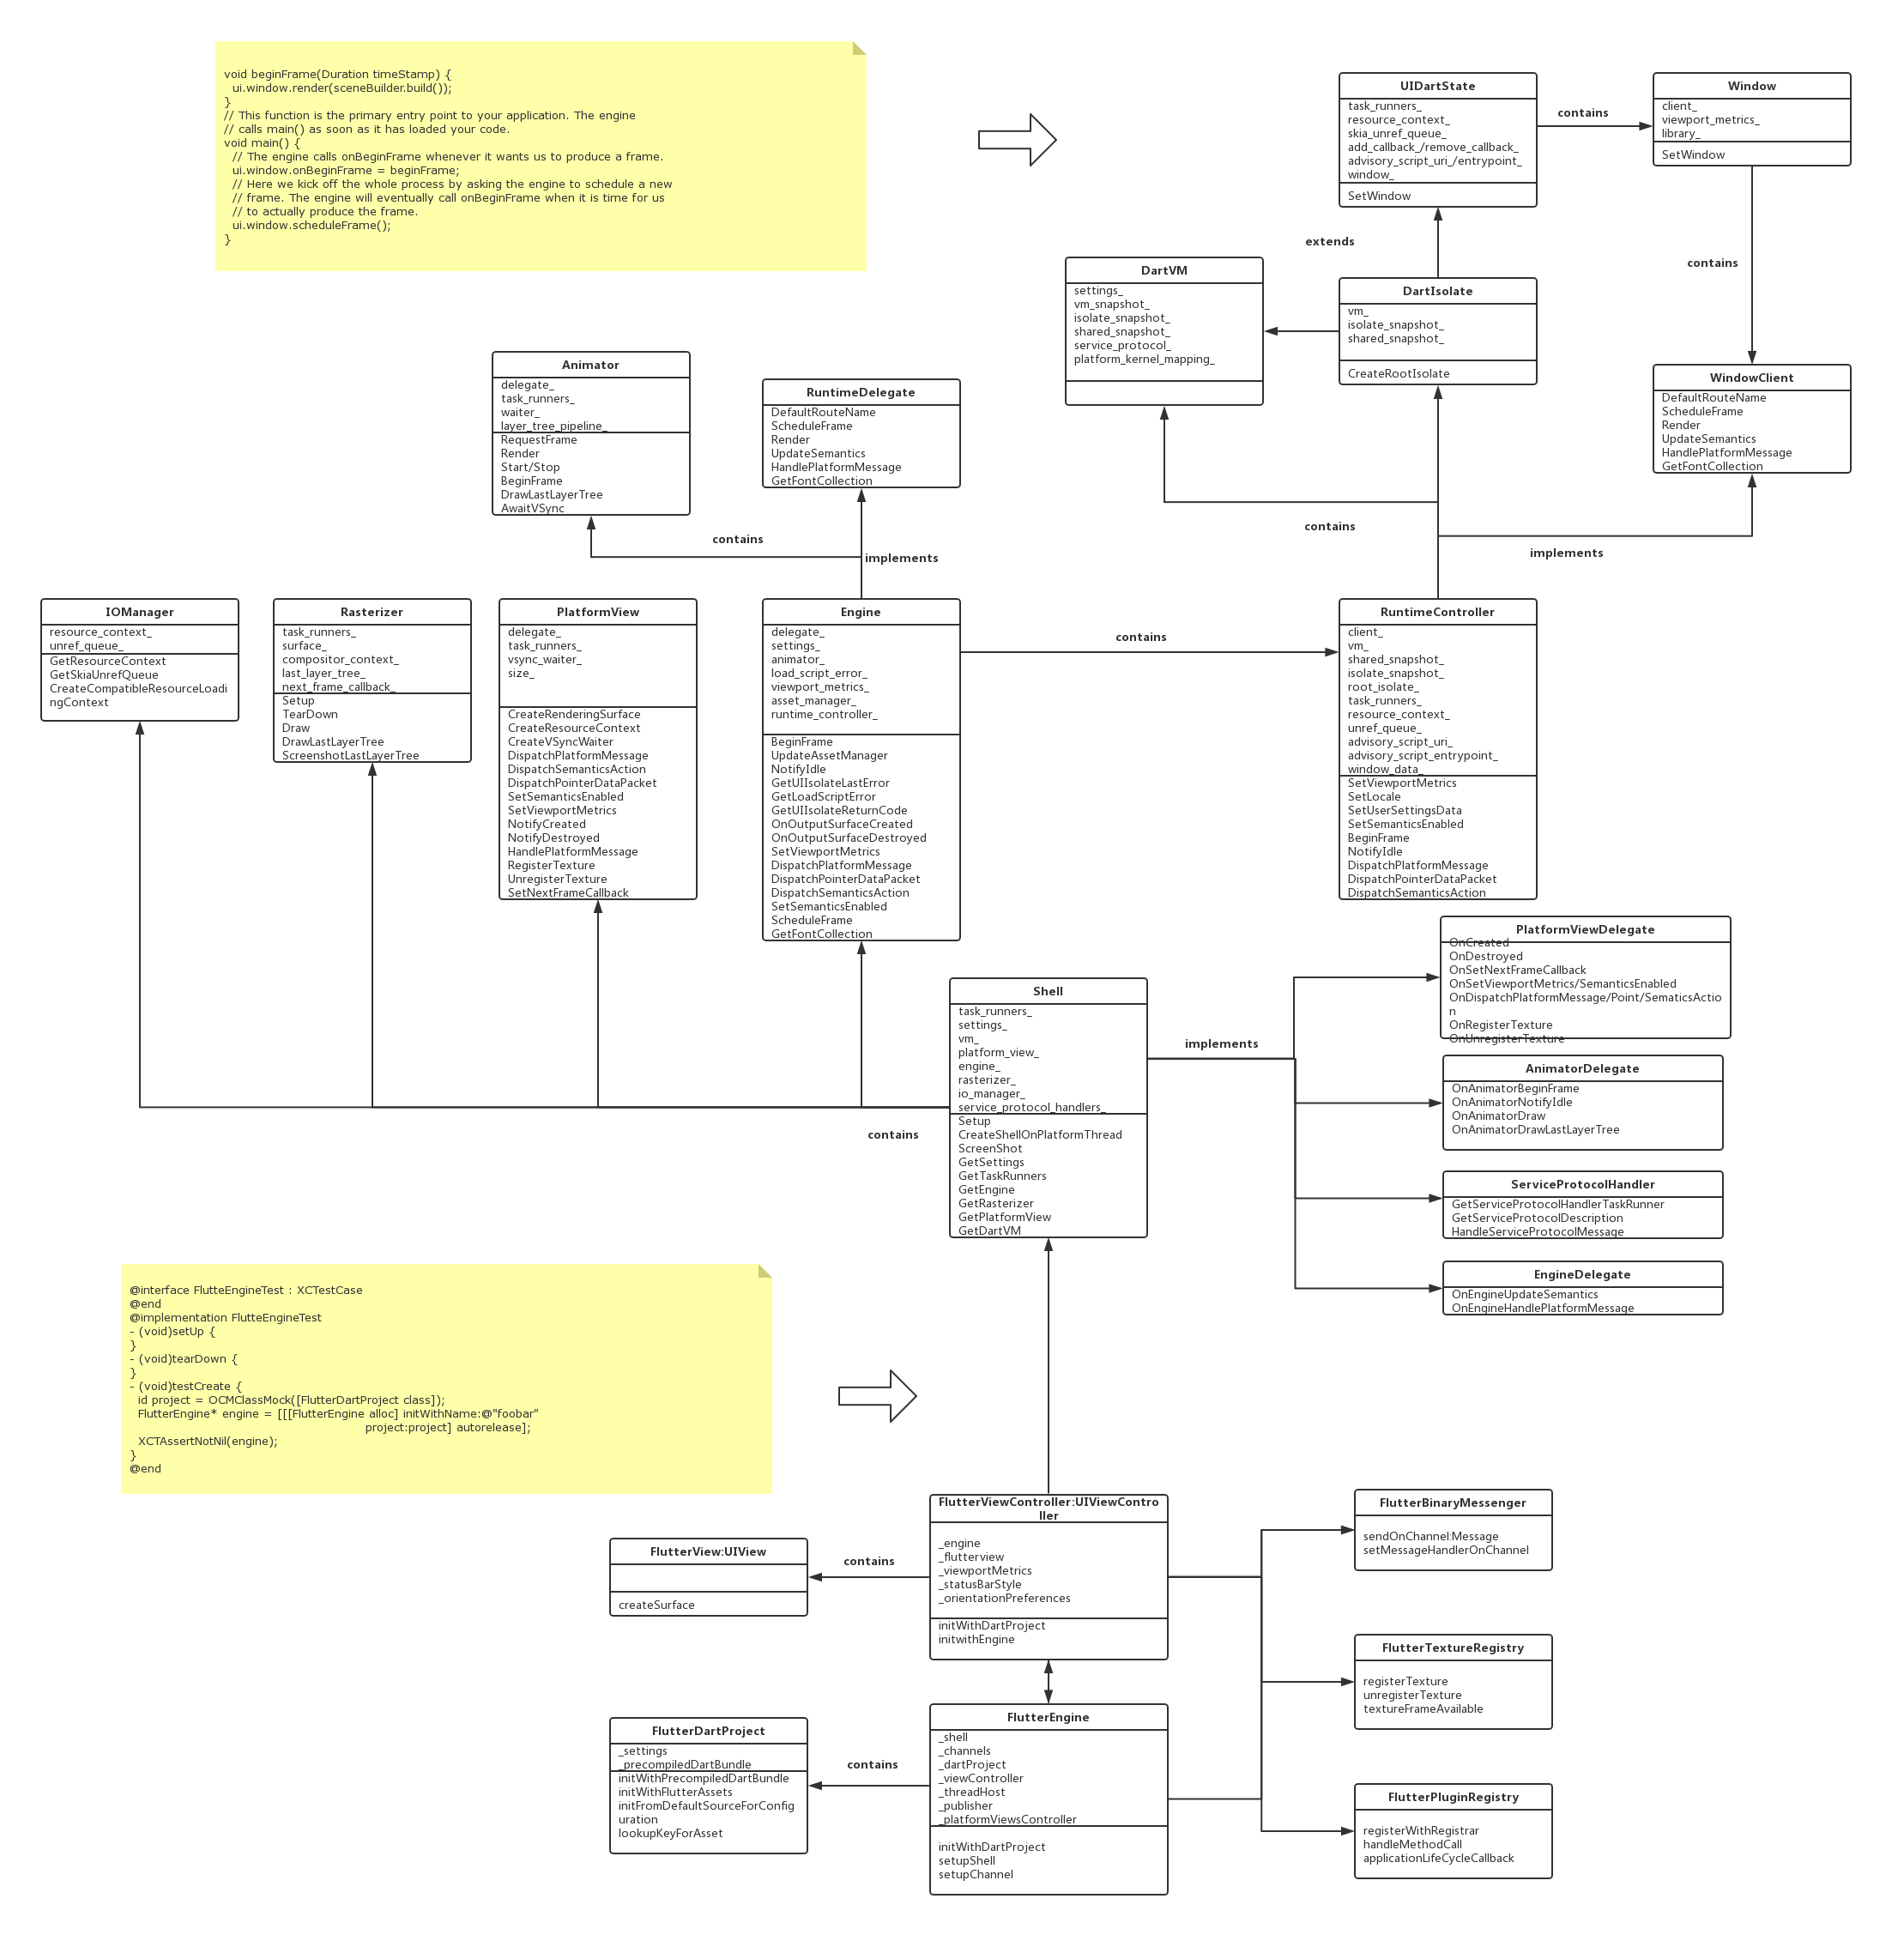 void beginFrame(Duration timeStamp) {
ui.window.render(sceneBuilder.build());
}
// This function is the primary entry point to your application. The engine
// calls main() as soon as it has loaded your code.
void main() {
// The engine calls onBeginFrame whenever it wants us to produce a frame.
ui.window.onBeginFrame = beginFrame;
// Here we kick off the whole process by asking the engine to schedule a new
// frame. The engine will eventually call onBeginFrame when it is time for us
// to actually produce the frame.
ui.window.scheduleFrame();
}
UIDartState
task_runners_
resource_context_
skia_unref_queue_
add_callback_/remove_callback_
advisory_script_uri_/entrypoint_
window_
SetWindow
contains
Window
client_
viewport_metrics_
library_
SetWindow
extends
contains
DartVM
settings_
vm_snapshot_
isolate_snapshot_
shared_snapshot_
service_protocol_
platform_kernel_mapping_
DartIsolate
vm_
isolate_snapshot_
shared_snapshot_
CreateRootIsolate
WindowClient
DefaultRouteName
ScheduleFrame
Render
UpdateSemantics
HandlePlatformMessage
GetFontCollection
Animator
delegate_
task_runners_
waiter_
layer_tree_pipeline_
RequestFrame
Render
Start/Stop
BeginFrame
DrawLastLayerTree
AwaitVSync
RuntimeDelegate
DefaultRouteName
ScheduleFrame
Render
UpdateSemantics
HandlePlatformMessage
GetFontCollection
contains
implements
contains
implements
IOManager
resource_context_
unref_queue_
GetResourceContext
GetSkiaUnrefQueue
CreateCompatibleResourceLoadi
ngContext
Rasterizer
task_runners_
surface_
compositor_context_
last_layer_tree_
next_frame_callback_
Setup
TearDown
Draw
DrawLastLayerTree
ScreenshotLastLayerTree
PlatformView
delegate_
task_runners_
vsync_waiter_
size_
CreateRenderingSurface
CreateResourceContext
CreateVSyncWaiter
DispatchPlatformMessage
DispatchSemanticsAction
DispatchPointerDataPacket
SetSemanticsEnabled
SetViewportMetrics
NotifyCreated
NotifyDestroyed
HandlePlatformMessage
RegisterTexture
UnregisterTexture
SetNextFrameCallback
Engine
delegate_
settings_
animator_
load_script_error_
viewport_metrics_
asset_manager_
runtime_controller_
BeginFrame
UpdateAssetManager
NotifyIdle
GetUIIsolateLastError
GetLoadScriptError
GetUIIsolateReturnCode
OnOutputSurfaceCreated
OnOutputSurfaceDestroyed
SetViewportMetrics
DispatchPlatformMessage
DispatchPointerDataPacket
DispatchSemanticsAction
SetSemanticsEnabled
ScheduleFrame
GetFontCollection
contains
RuntimeController
client_
vm_
shared_snapshot_
isolate_snapshot_
root_isolate_
task_runners_
resource_context_
unref_queue_
advisory_script_uri_
advisory_script_entrypoint_
window_data_
SetViewportMetrics
SetLocale
SetUserSettingsData
SetSemanticsEnabled
BeginFrame
NotifyIdle
DispatchPlatformMessage
DispatchPointerDataPacket
DispatchSemanticsAction
Shell
task_runners_
settings_
vm_
platform_view_
engine_
rasterizer_
io_manager_
service_protocol_handlers_
Setup
CreateShellOnPlatformThread
ScreenShot
GetSettings
GetTaskRunners
GetEngine
GetRasterizer
GetPlatformView
GetDartVM
contains
implements
PlatformViewDelegate
OnCreated
OnDestroyed
OnSetNextFrameCallback
OnSetViewportMetrics/SemanticsEnabled
OnDispatchPlatformMessage/Point/SematicsActio
n
OnRegisterTexture
OnUnregisterTexture
AnimatorDelegate
OnAnimatorBeginFrame
OnAnimatorNotifyIdle
OnAnimatorDraw
OnAnimatorDrawLastLayerTree
ServiceProtocolHandler
GetServiceProtocolHandlerTaskRunner
GetServiceProtocolDescription
HandleServiceProtocolMessage
EngineDelegate
OnEngineUpdateSemantics
OnEngineHandlePlatformMessage
@interface FlutteEngineTest : XCTestCase
@end
@implementation FlutteEngineTest
- (void)setUp {
}
- (void)tearDown {
}
- (void)testCreate {
id project = OCMClassMock([FlutterDartProject class]);
FlutterEngine* engine = [[[FlutterEngine alloc] initWithName:@"foobar"
project:project] autorelease];
XCTAssertNotNil(engine);
}
@end
FlutterView:UIView
createSurface
contains
FlutterViewController:UIViewContro
ller
_engine
_flutterview
_viewportMetrics
_statusBarStyle
_orientationPreferences
initWithDartProject
initwithEngine
FlutterBinaryMessenger
sendOnChannel:Message
setMessageHandlerOnChannel
FlutterTextureRegistry
registerTexture
unregisterTexture
textureFrameAvailable
FlutterDartProject
_settings
_precompiledDartBundle
initWithPrecompiledDartBundle
initWithFlutterAssets
initFromDefaultSourceForConfig
uration
lookupKeyForAsset
contains
FlutterEngine
_shell
_channels
_dartProject
_viewController
_threadHost
_publisher
_platformViewsController
initWithDartProject
setupShell
setupChannel
FlutterPluginRegistry
registerWithRegistrar
handleMethodCall
applicationLifeCycleCallback